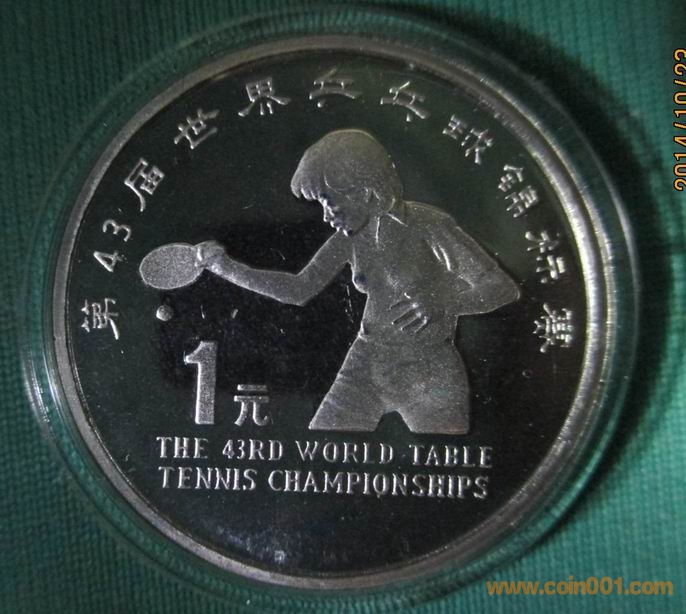 第43届世界乒乓球锦标赛
1元
THE 43RD WORLD TABLE
TENNIS CHAMPIONSHIPS
2014/10/23
www.coin001.com